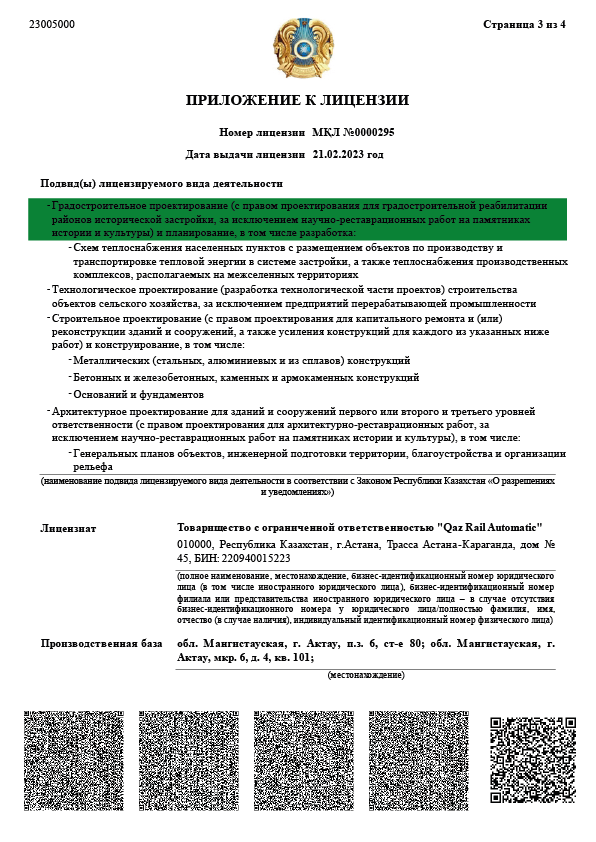 23005000
Страница 3 из 4
ПРИЛОЖЕНИЕ К ЛИЦЕНЗИИ
Номер лицензии МҚЛ №0000295
Дата выдачи лицензии 21.02.2023 год
Подвид(ы) лицензируемого вида деятельности
- Градостроительное проектирование (с правом проектирования для градостроительной реабилитации
районов исторической застройки, за исключением научно-реставрационных работ на памятниках
истории и культуры) и планирование, в том числе разработка:
- Схем теплоснабжения населенных пунктов с размещением объектов по производству и
транспортировке тепловой энергии в системе застройки, а также теплоснабжения производственных
комплексов, располагаемых на межселенных территориях
- Технологическое проектирование (разработка технологической части проектов) строительства
объектов сельского хозяйства, за исключением предприятий перерабатывающей промышленности
- Строительное проектирование (с правом проектирования для капитального ремонта и (или)
реконструкции зданий и сооружений, а также усиления конструкций для каждого из указанных ниже
работ) и конструирование, в том числе:
- Металлических (стальных, алюминиевых и из сплавов) конструкций
- Бетонных и железобетонных, каменных и армокаменных конструкций
- Оснований и фундаментов
- Архитектурное проектирование для зданий и сооружений первого или второго и третьего уровней
ответственности (с правом проектирования для архитектурно-реставрационных работ, за
исключением научно-реставрационных работ на памятниках истории и культуры), в том числе:
- Генеральных планов объектов, инженерной подготовки территории, благоустройства и организации
рельефа
(наименование подвида лицензируемого вида деятельности в соответствии с Законом Республики Казахстан «О разрешениях
и уведомлениях»)
Лицензиат
Товарищество с ограниченной ответственностью "Qaz Rail Automatic"
010000, Республика Казахстан, г.Астана, Трасса Астана-Караганда, дом №
45, БИН: 220940015223
(полное наименование, местонахождение, бизнес-идентификационный номер юридического
лица (в том числе иностранного юридического лица), бизнес-идентификационный номер
филиала или представительства иностранного юридического лица – в случае отсутствия
бизнес-идентификационного номера у юридического лица/полностью фамилия, имя,
отчество (в случае наличия), индивидуальный идентификационный номер физического лица)
Производственная база
обл. Мангистауская, г. Актау, п.з. 6, ст-е 80; обл. Мангистауская, г.
Актау, мкр. 6, д. 4, кв. 101;
(местонахождение)